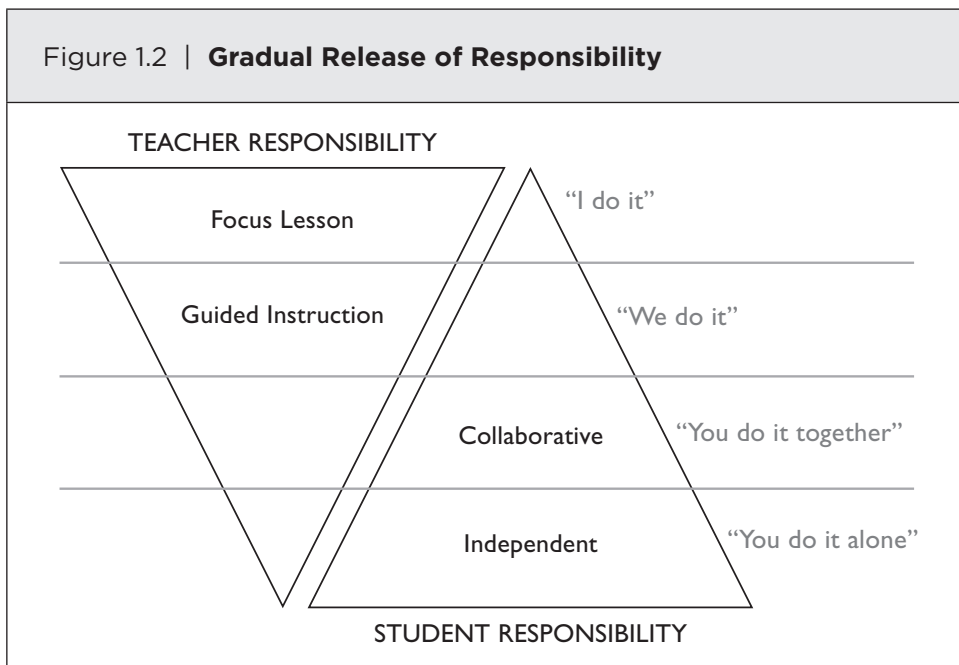 Figure 1.2 | Gradual Release of Responsibility
TEACHER RESPONSIBILITY
Focus Lesson
“I do it”
Guided Instruction
“We do it”
Collaborative
“You do it together”
Independent
“You do it alone”
STUDENT RESPONSIBILITY